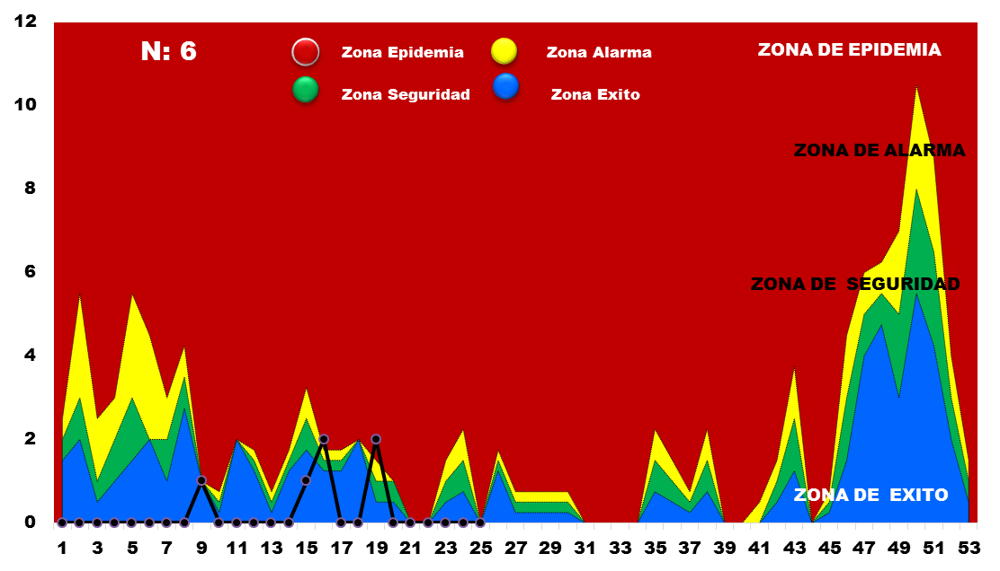 12
N: 6
Zona Epidemia
Zona Alarma
ZONA DE EPIDEMIA
Zona Seguridad
Zona Exito
10
ZONA DE ALARMA
8
6
ZONA DE  SEGURIDAD
4
2
ZONA DE  EXITO
0
1 3 5 7 9 11 13 15 17 19 21 23 25 27 29 31 33 35 37 39 41 43 45 47 49 51 53